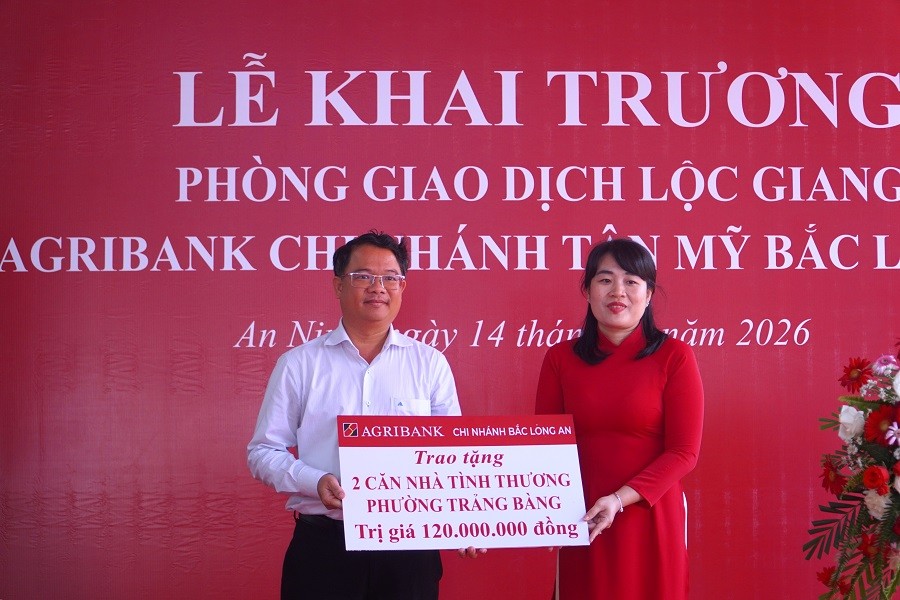 LỄ KHAI TRƯƠNG
PHÒNG GIAO DỊCH LỘC GIANG
AGRIBANK CHI NHÁNH TÂN MỸ BẮC L
An Ni ngày 14 thán năm 2026
AGRIBANK CHI NHÁNH BẮC LONG AN
Trao tặng
2 CĂN NHÀ TÌNH THƯƠNG
PHƯỜNG TRẢNG BÀNG
Trị giá 120.000.000 đồng